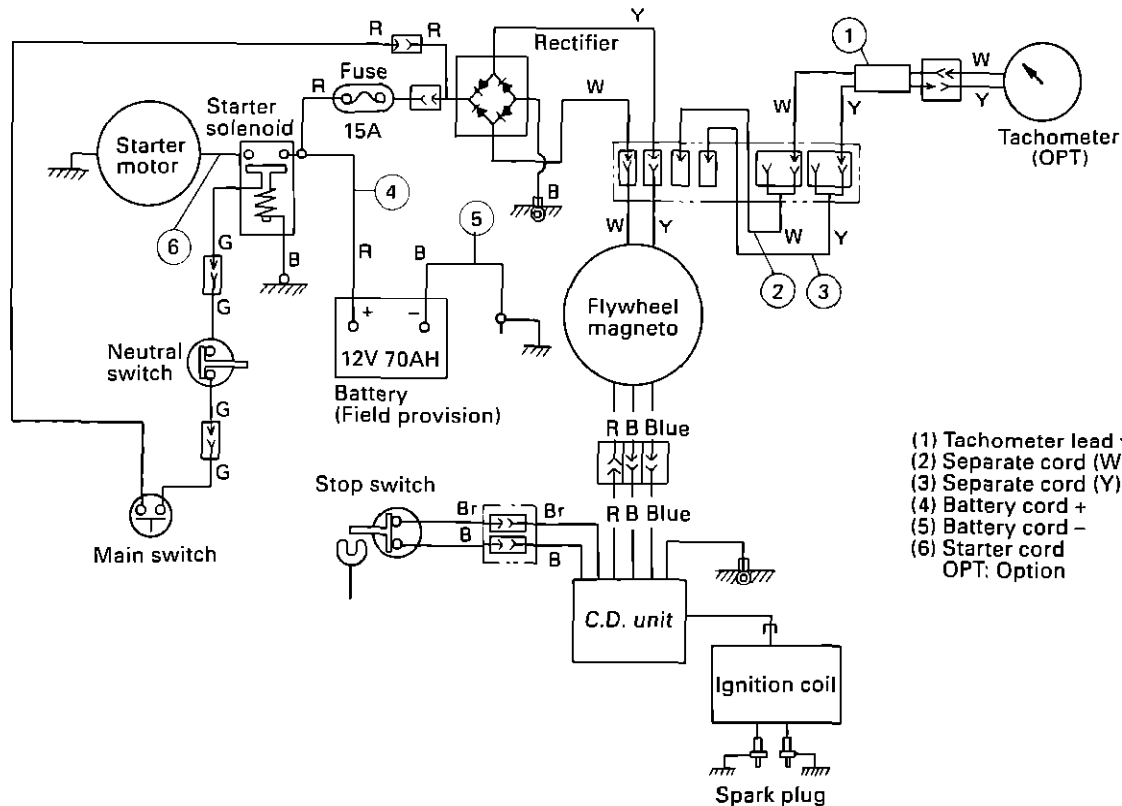 R
R
Y
Rectifier
1
W
Fuse
R
15A
W
W
Y
W
Y
Tachometer
(OPT)
Starter
solenoid
Starter
motor
4
5
B
6
G
B
R
B
W
Y
W
Y
2
3
G
Flywheel
magneto
Neutral
switch
+
−
12V 70AH
Battery
(Field provision)
G
G
R B Blue
Main switch
Stop switch
Br
Br
B
B
R B Blue
C.D. unit
Ignition coil
Spark plug
(1) Tachometer lead
(2) Separate cord (W
(3) Separate cord (Y)
(4) Battery cord +
(5) Battery cord −
(6) Starter cord
OPT: Option